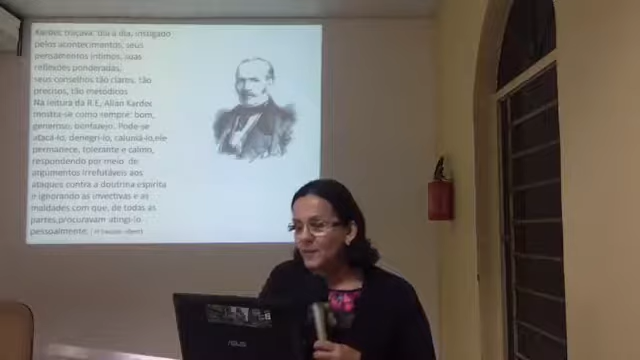 Kardec traçava, dia a dia, instigado
pelos acontecimentos, seus
pensamentos íntimos, suas
reflexões ponderadas,
seus conselhos tão claros, tão
precisos, tão metódicos
Na leitura da R.E, Allan Kardec
mostra-se como sempre: bom,
generoso, bonfazejo. Pode-se
atacá-lo, denegri-lo, caluniá-lo,ele
permanece, tolerante e calmo,
respondendo por meio de
argumentos irrefutáveis aos
ataques contra a doutrina espírita
e ignorando as invectivas e as
maldades com que, de todas as
partes,procuravam atingi-lo
pessoalmente.
ASUS